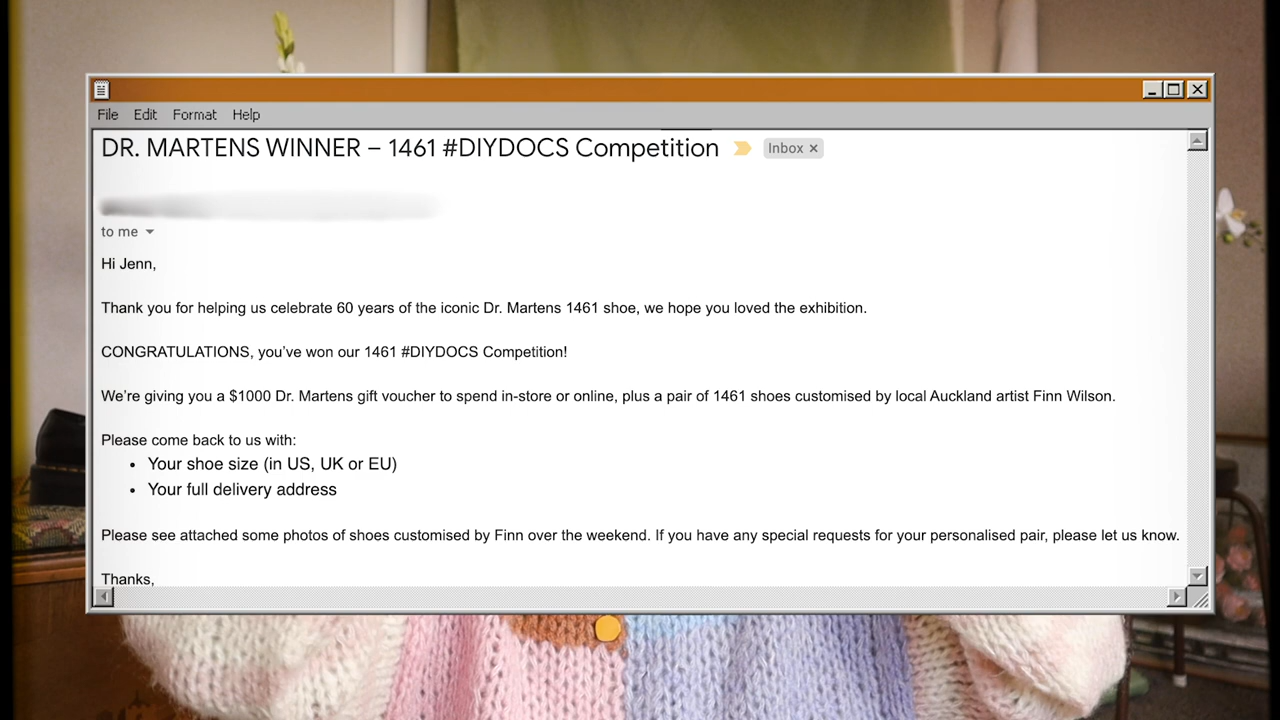 File Edit Format Help
DR. MARTENS WINNER – 1461 #DIYDOCS Competition Inbox ×
to me
Hi Jenn,
Thank you for helping us celebrate 60 years of the iconic Dr. Martens 1461 shoe, we hope you loved the exhibition.
CONGRATULATIONS, you've won our 1461 #DIYDOCS Competition!
We're giving you a $1000 Dr. Martens gift voucher to spend in-store or online, plus a pair of 1461 shoes customised by local Auckland artist Finn Wilson.
Please come back to us with:
• Your shoe size (in US, UK or EU)
• Your full delivery address
Please see attached some photos of shoes customised by Finn over the weekend. If you have any special requests for your personalised pair, please let us know.
Thanks,